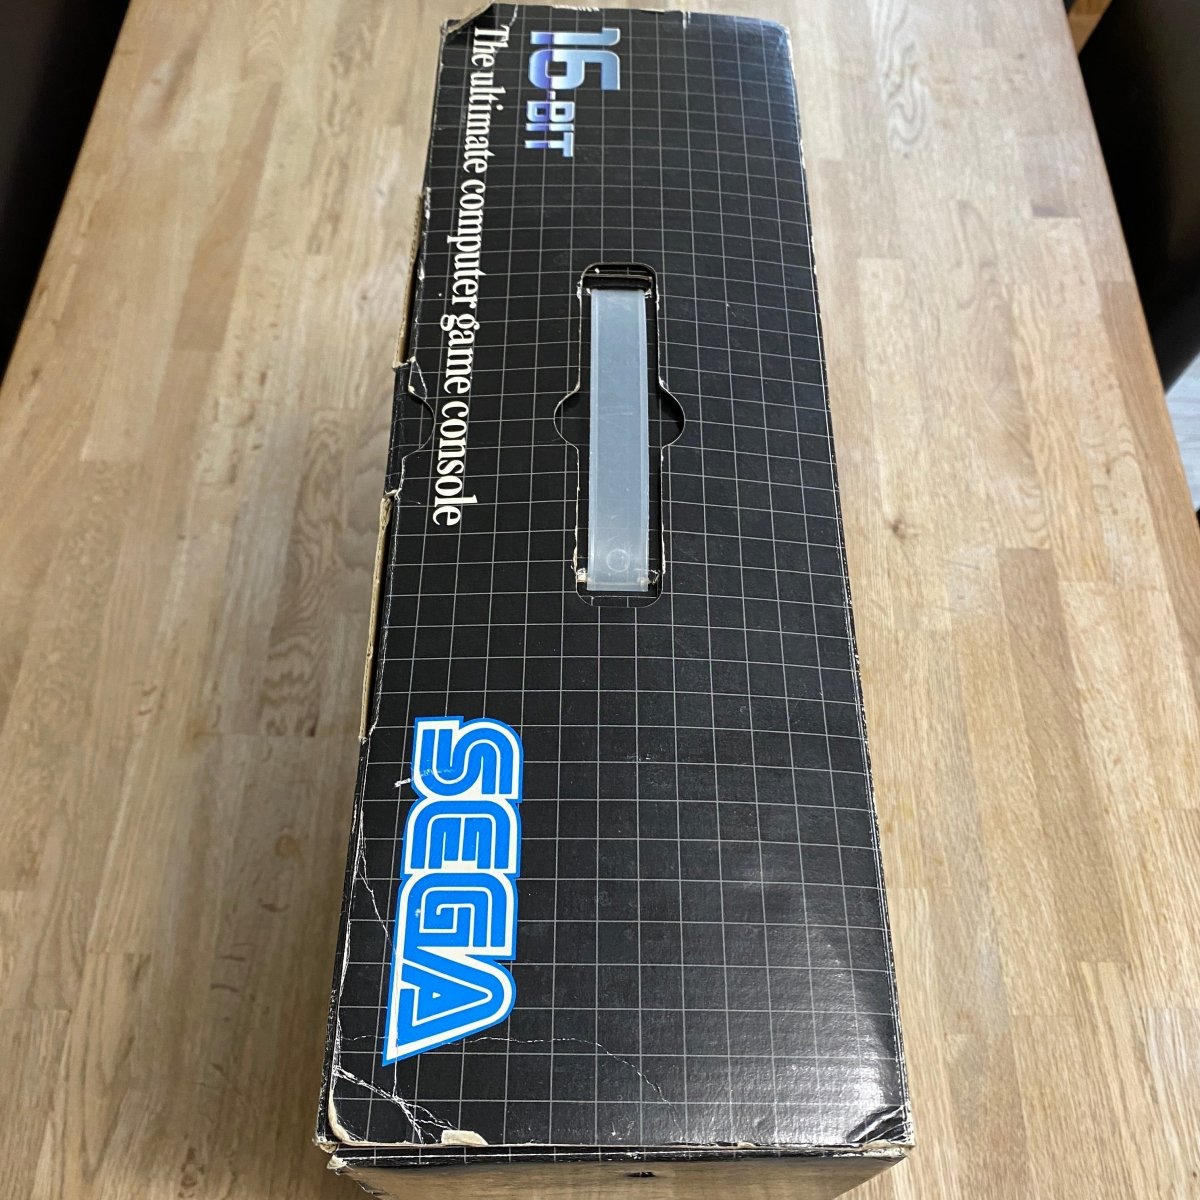 16-BIT
The ultimate computer game console
SEGA